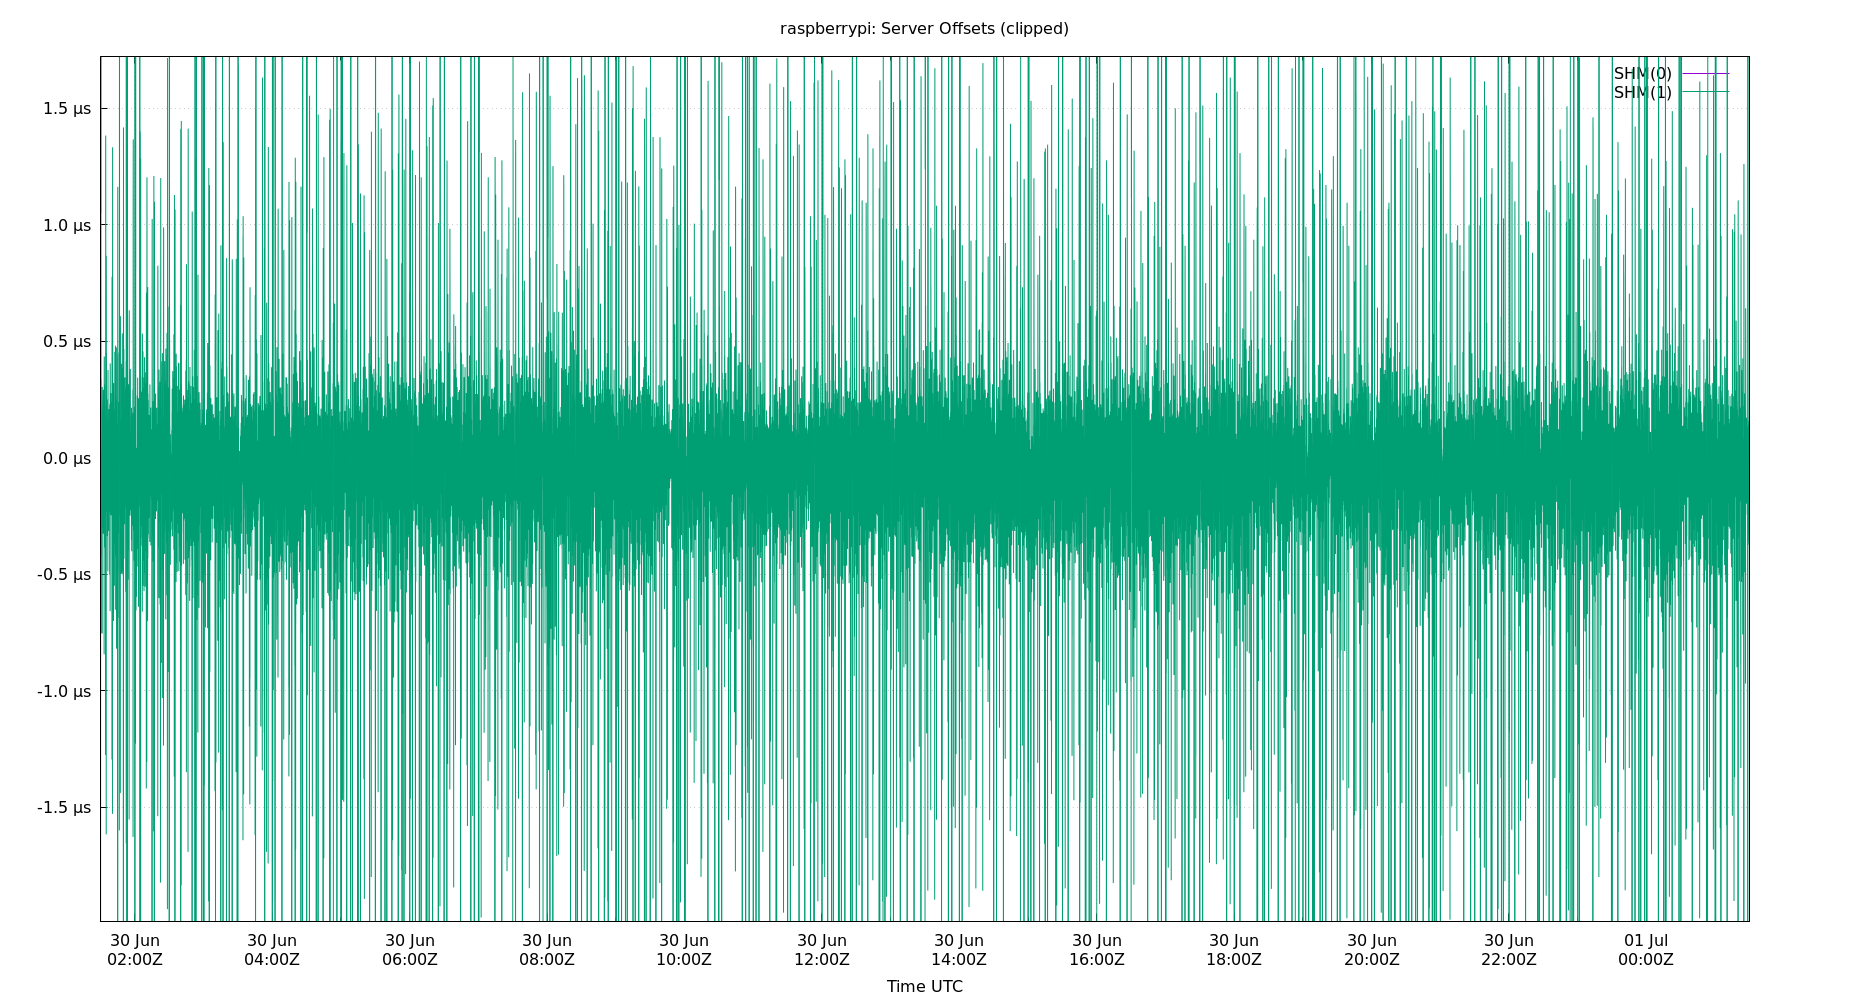 raspberrypi: Server Offsets (clipped)
SHM(0)
SHM(1)
1.5 µs
1.0 µs
0.5 µs
0.0 µs
-0.5 µs
-1.0 µs
-1.5 µs
30 Jun 30 Jun 30 Jun 30 Jun 30 Jun 30 Jun 30 Jun 30 Jun 30 Jun 30 Jun 30 Jun 01 Jul
02:00Z 04:00Z 06:00Z 08:00Z 10:00Z 12:00Z 14:00Z 16:00Z 18:00Z 20:00Z 22:00Z 00:00Z
Time UTC